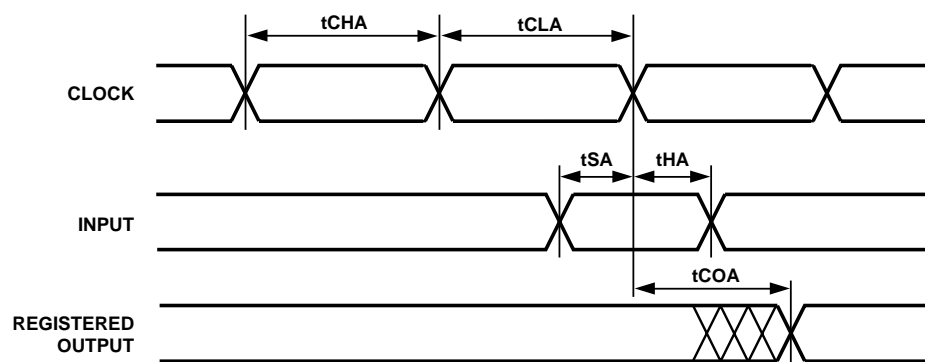 tCHA
tCLA
CLOCK
tSA
tHA
INPUT
tCOA
REGISTERED
OUTPUT